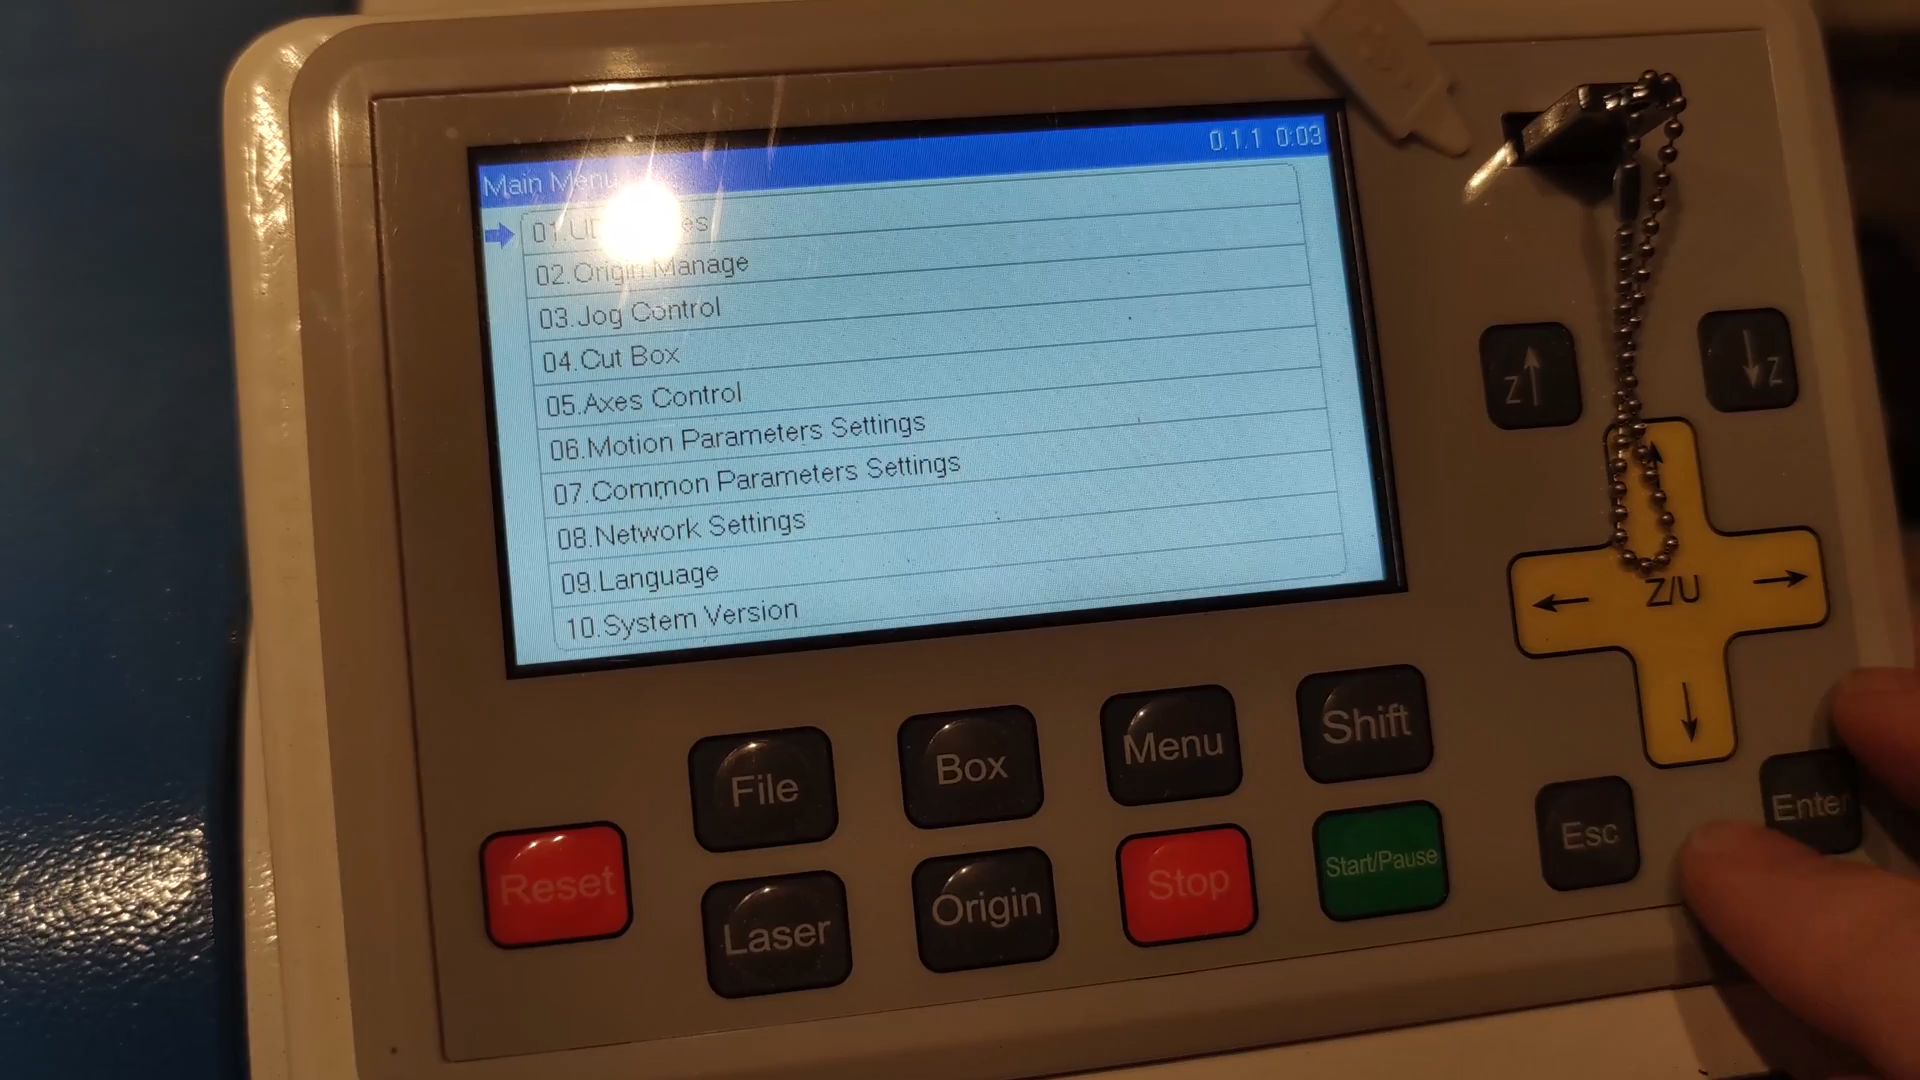 Main Menu 0.1.1 0:03
02.Origin Manage
03.Jog Control
04.Cut Box
05.Axes Control
06.Motion Parameters Settings
07.Common Parameters Settings
08.Network Settings
09.Language
10.System Version
Z Z
Z/U
File Box Menu Shift
Reset Laser Origin Stop Start/Pause Esc Enter